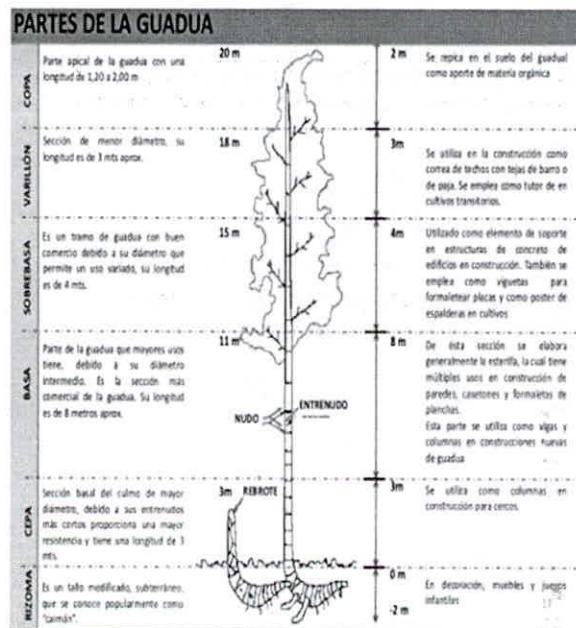 PARTES DE LA GUADUA
COPA
Parte apical de la guadua con una
longitud de 1,20 a 2,00 m
20 m
2 m
Se repica en el suelo del guadual
como aporte de materia orgánica
VARILLÓN
Sección de menor diámetro, su
longitud es de 3 mts aprox.
18 m
3m
Se utiliza en la construcción como
correa de techos con tejas de barro o
de paja. Se emplea como tutor de en
cultivos transitorios.
SOBREBASA
Es un tramo de guadua con buen
comercio debido a su diámetro que
permite un uso variado, su longitud
es de 4 mts.
15 m
4m
Utilizado como elemento de soporte
en estructuras de concreto de
edificios en construcción. También se
emplea como viguetas para
formaletear placas y como poster de
espalderas en cultivos
BASA
Parte de la guadua que mayores usos
tiene, debido a su diámetro
intermedio. Es la sección más
comercial de la guadua. Su longitud
es de 8 metros aprox.
11 m
8 m
NUDO
ENTRENUDO
De ésta sección se elabora
generalmente la esterilla, la cual tiene
múltiples usos en construcción de
paredes, casetones y formaletas de
planchas.
Esta parte se utiliza como vigas y
columnas en construcciones nuevas
de guadua
CEPA
Sección basal del culmo de mayor
diámetro, debido a sus entrenudos
más cortos proporciona una mayor
resistencia y tiene una longitud de 3
mts.
3m
REBROTE
3m
Se utiliza como columnas en
construcción para cercos.
RIZOMA
Es un tallo modificado, subterráneo,
que se conoce popularmente como
"caimán".
0 m
-2 m
En decoración, muebles y juegos
infantiles